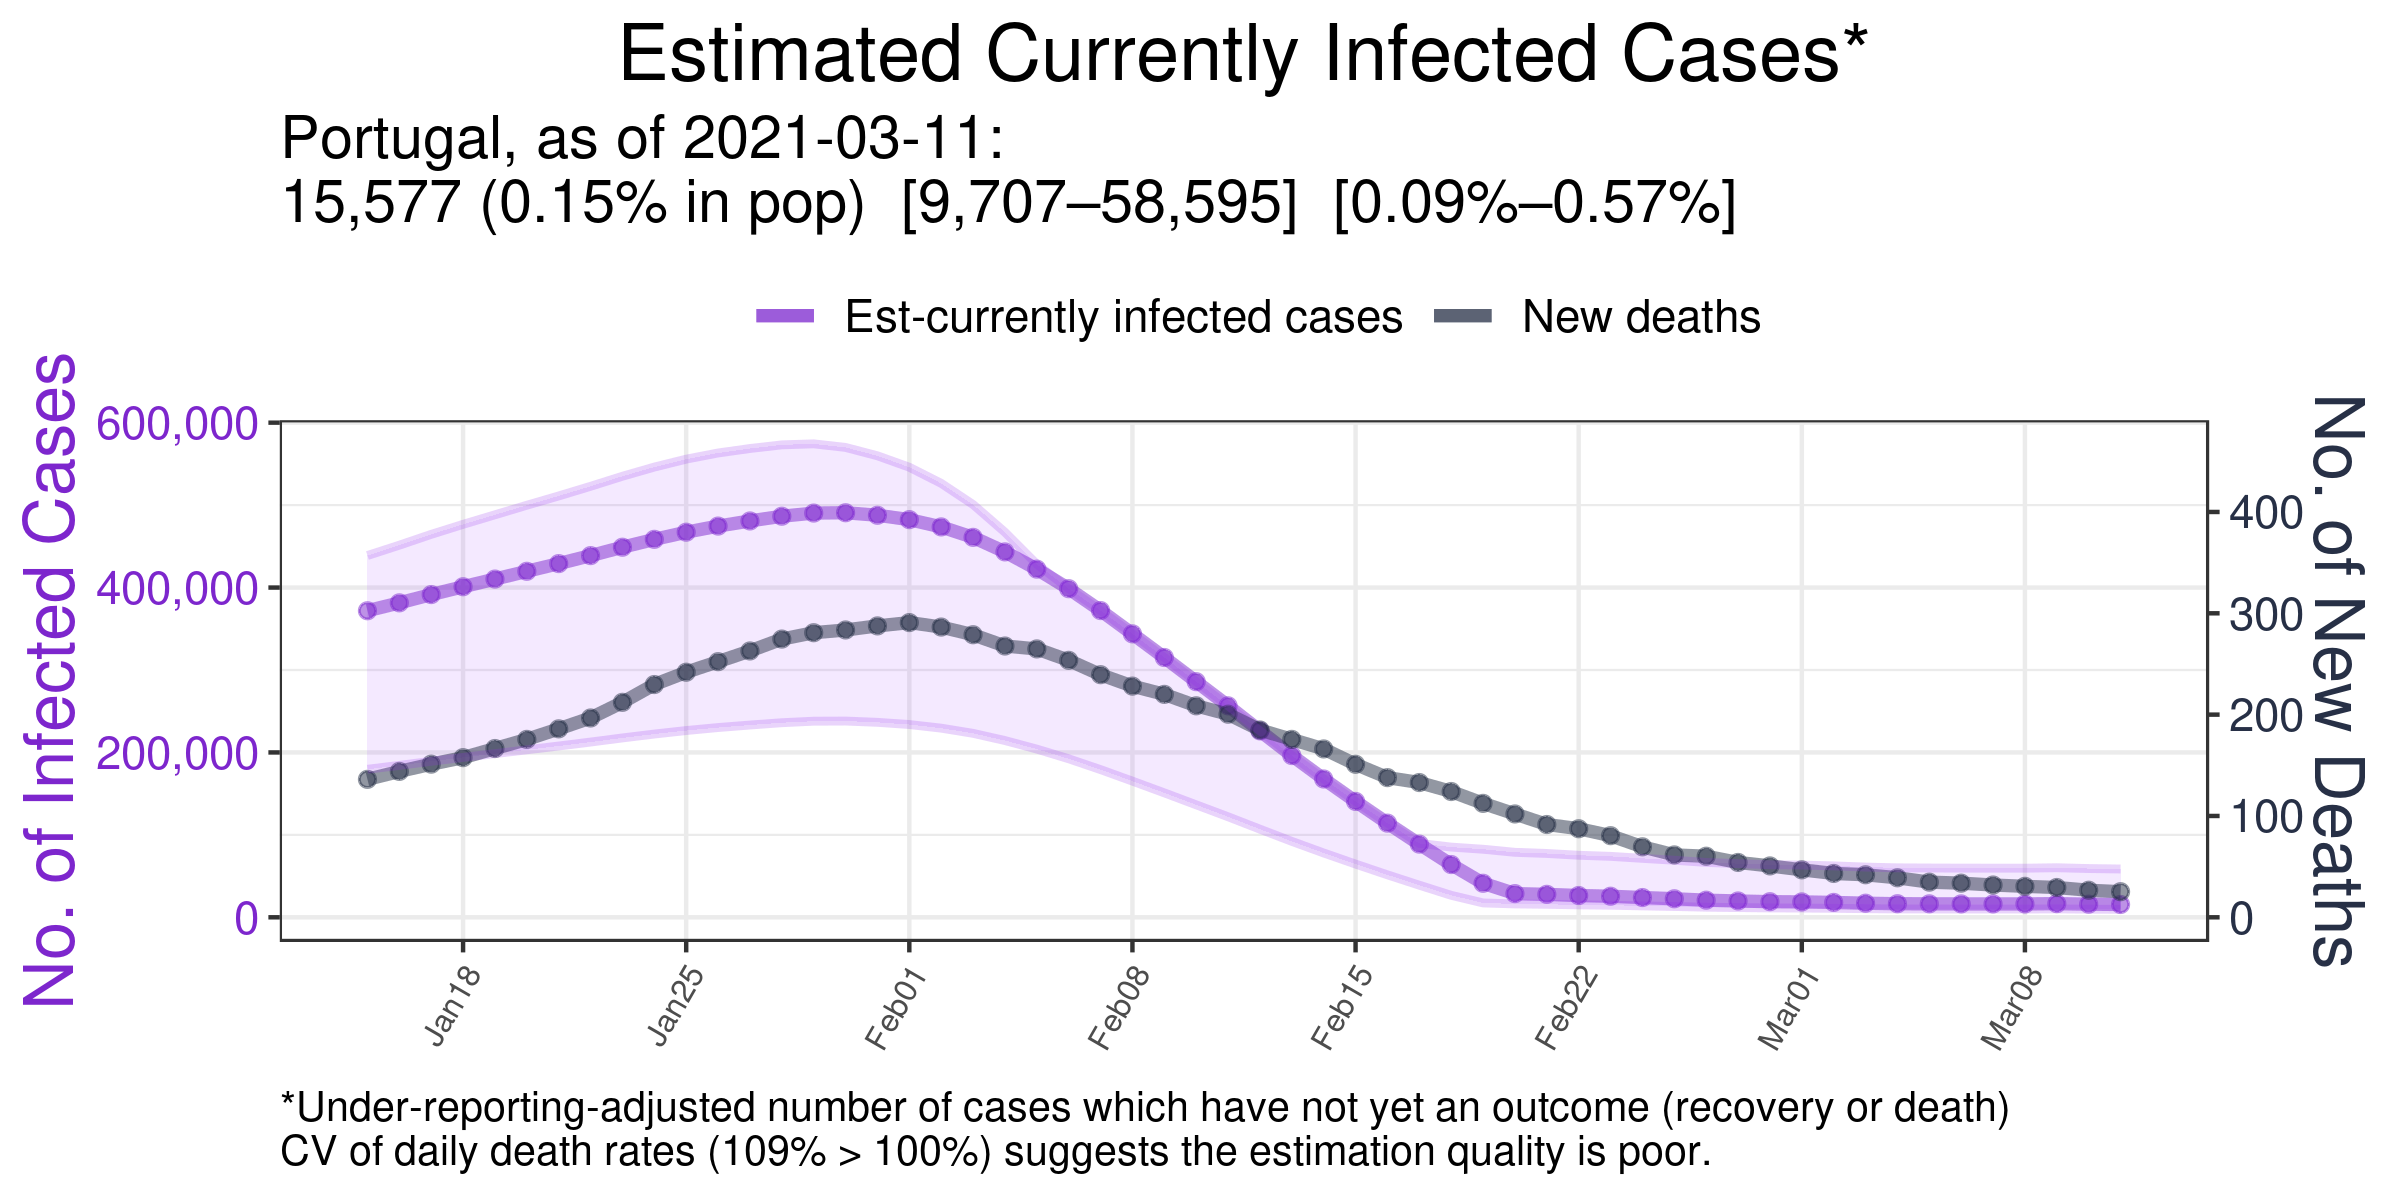 Estimated Currently Infected Cases*
Portugal, as of 2021-03-11:
15,577 (0.15% in pop)  [9,707–58,595]  [0.09%–0.57%]
Est-currently infected cases
New deaths
No. of Infected Cases
600,000
400,000
200,000
0
No. of New Deaths
400
300
200
100
0
Jan18
Jan25
Feb01
Feb08
Feb15
Feb22
Mar01
Mar08
*Under-reporting-adjusted number of cases which have not yet an outcome (recovery or death)
CV of daily death rates (109% > 100%) suggests the estimation quality is poor.